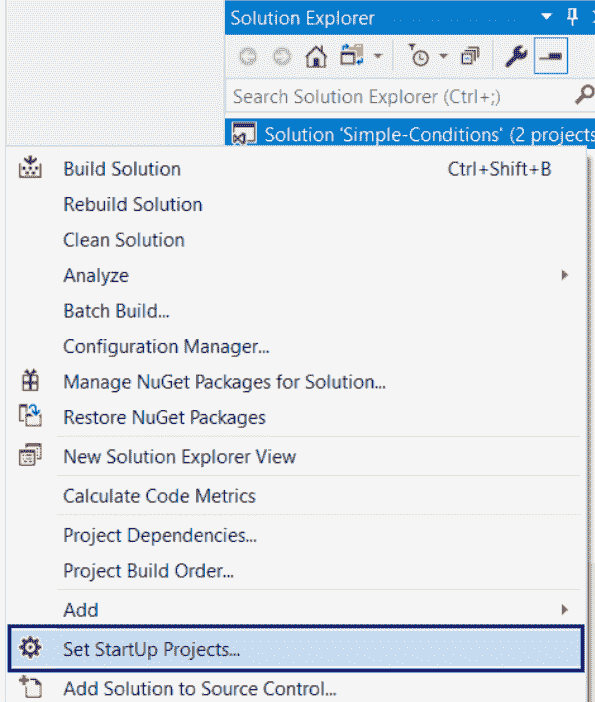 Solution Explorer
Search Solution Explorer (Ctrl+;)
Solution 'Simple-Conditions' (2 projects
Build Solution Ctrl+Shift+B
Rebuild Solution
Clean Solution
Analyze
Batch Build...
Configuration Manager...
Manage NuGet Packages for Solution...
Restore NuGet Packages
New Solution Explorer View
Calculate Code Metrics
Project Dependencies...
Project Build Order...
Add
Set StartUp Projects...
Add Solution to Source Control...